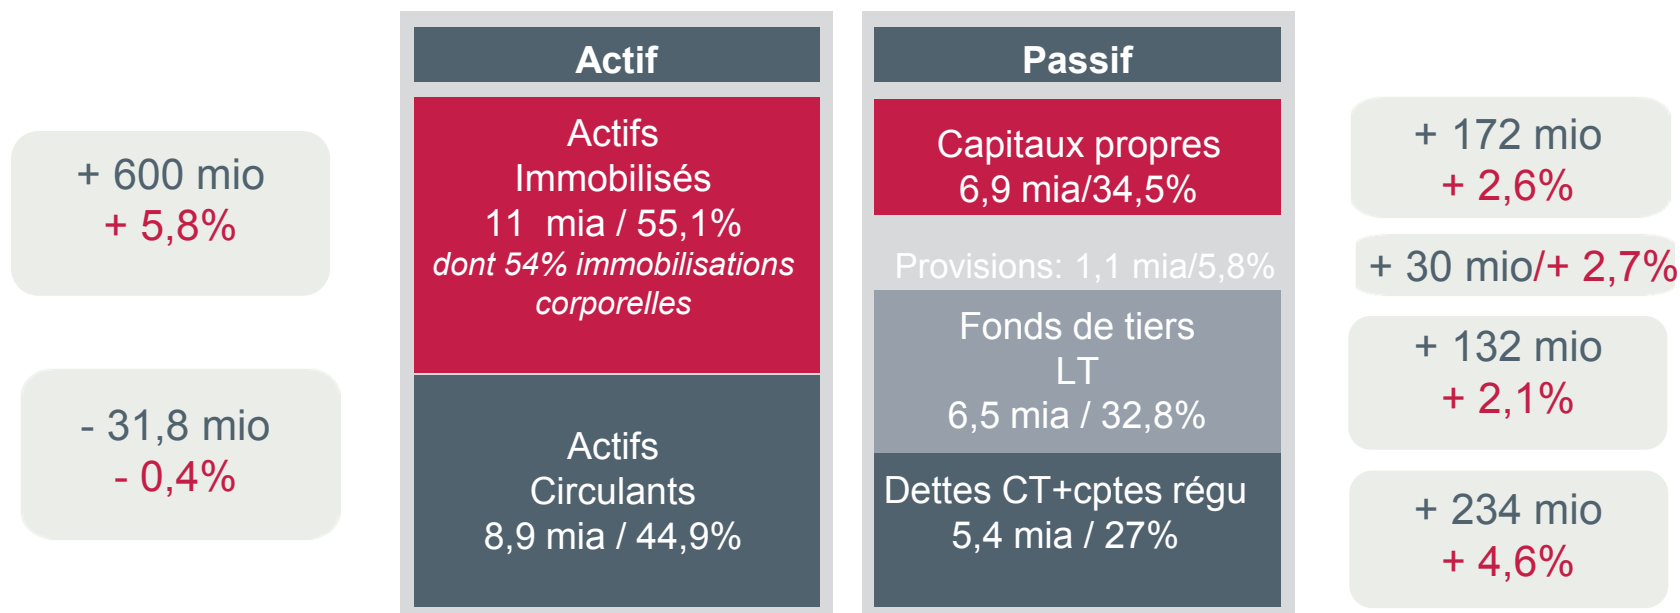 + 600 mio
+ 5,8%
- 31,8 mio
- 0,4%
Actif
Actifs
Immobilisés
11 mia / 55,1%
dont 54% immobilisations
corporelles
Actifs
Circulants
8,9 mia / 44,9%
Passif
Capitaux propres
6,9 mia/34,5%
Provisions: 1,1 mia/5,8%
Fonds de tiers
LT
6,5 mia / 32,8%
Dettes CT+cptes régu
5,4 mia / 27%
+ 172 mio
+ 2,6%
+ 30 mio/+ 2,7%
+ 132 mio
+ 2,1%
+ 234 mio
+ 4,6%